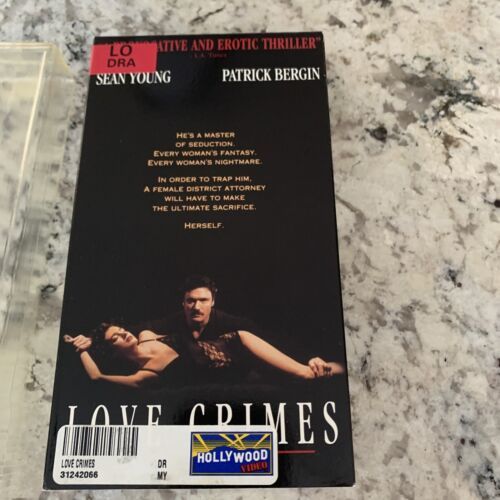 LO
DRA
ATIVE AND EROTIC THRILLER"
SEAN YOUNG PATRICK BERGIN
HE'S A MASTER
OF SEDUCTION.
EVERY WOMAN'S FANTASY.
EVERY WOMAN'S NIGHTMARE.
IN ORDER TO TRAP HIM,
A FEMALE DISTRICT ATTORNEY
WILL HAVE TO MAKE
THE ULTIMATE SACRIFICE.
HERSELF.
LOVE CRIMES
LOVE CRIMES DR
31242066 MY
HOLLYWOOD
VIDEO